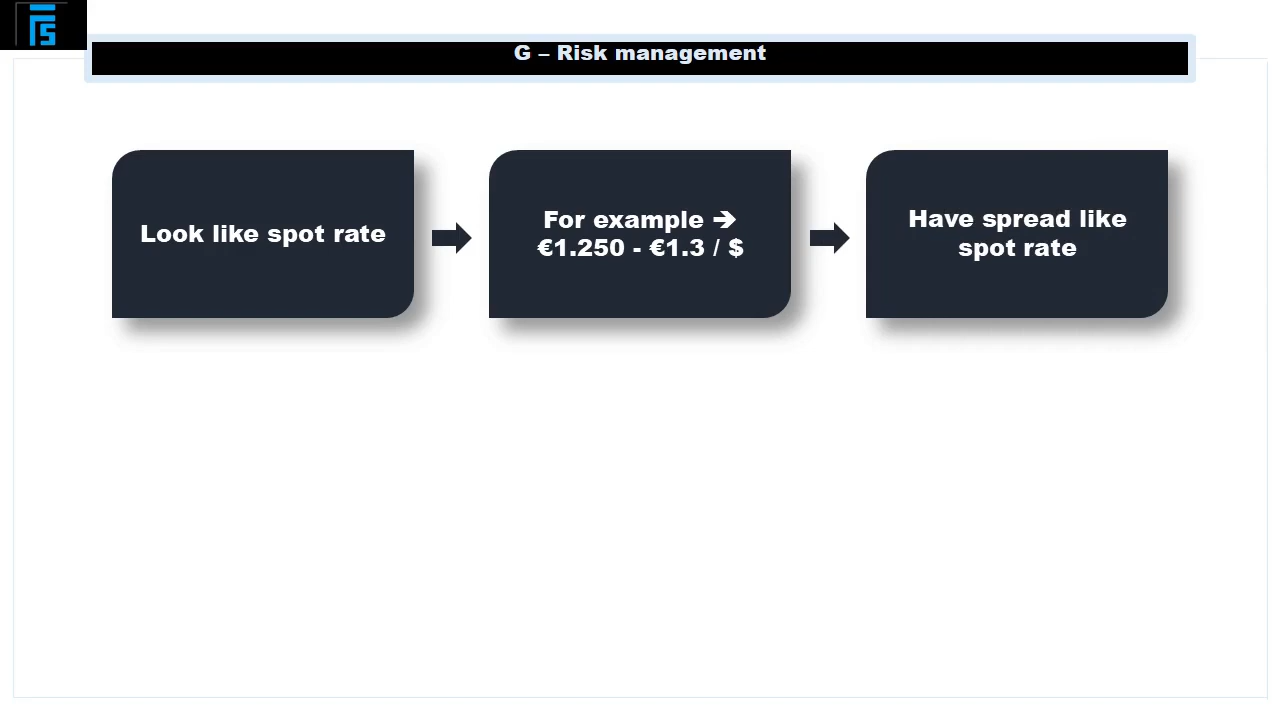 G – Risk management
Look like spot rate
For example ➔
€1.250 - €1.3 / $
Have spread like
spot rate